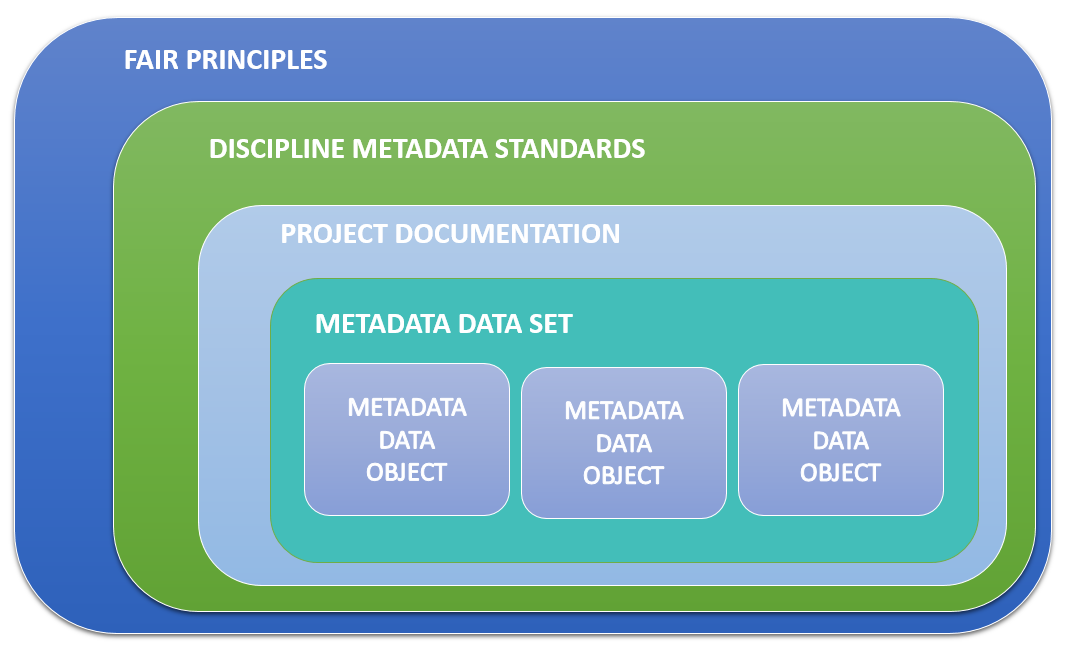 FAIR PRINCIPLES
DISCIPLINE METADATA STANDARDS
PROJECT DOCUMENTATION
METADATA DATA SET
METADATA
DATA
OBJECT
METADATA
DATA
OBJECT
METADATA
DATA
OBJECT